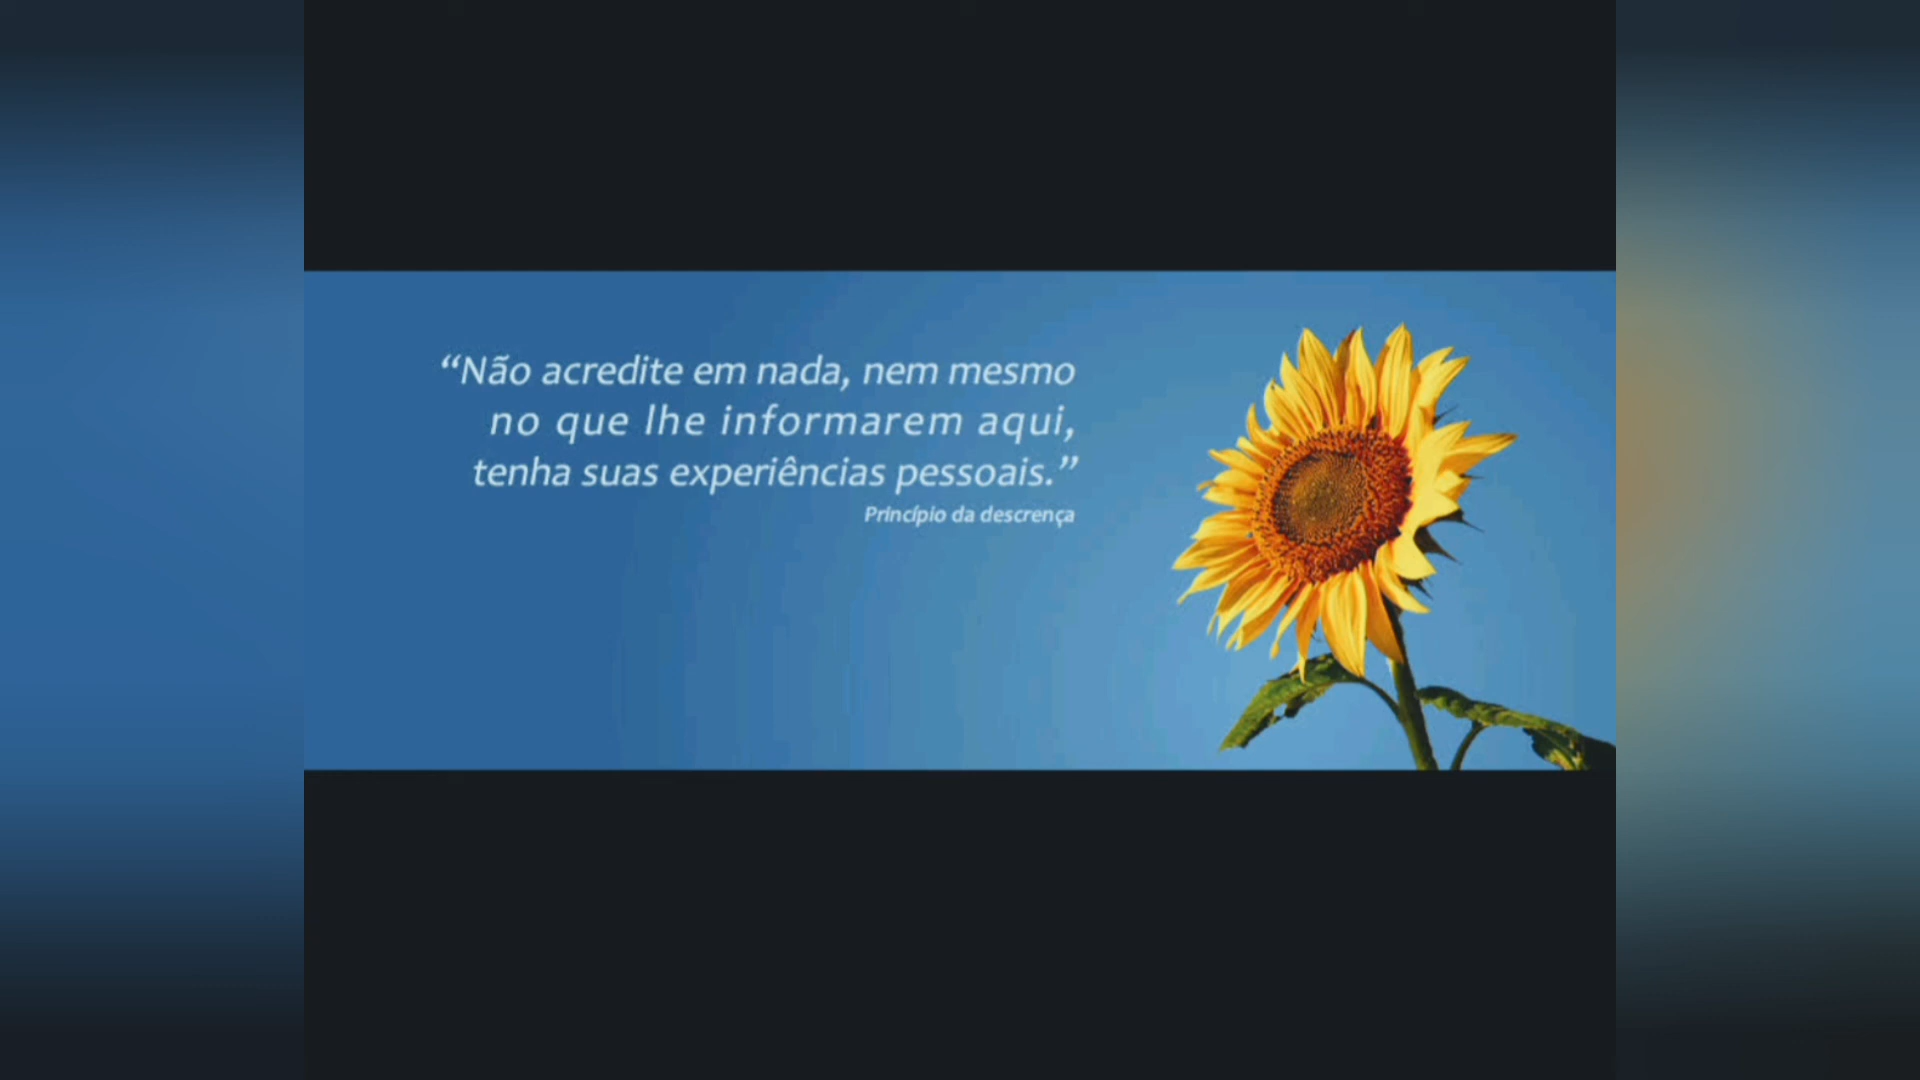 “Não acredite em nada, nem mesmo
no que lhe informarem aqui,
tenha suas experiências pessoais.”
Princípio da descrença